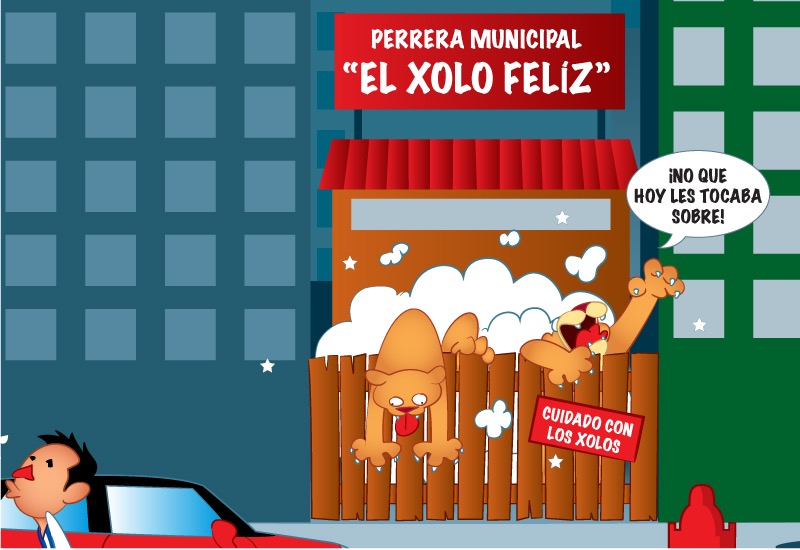 PERRERA MUNICIPAL
"EL XOLO FELÍZ"
¡NO QUE
HOY LES TOCABA
SOBRE!
CUIDADO CON
LOS XOLOS